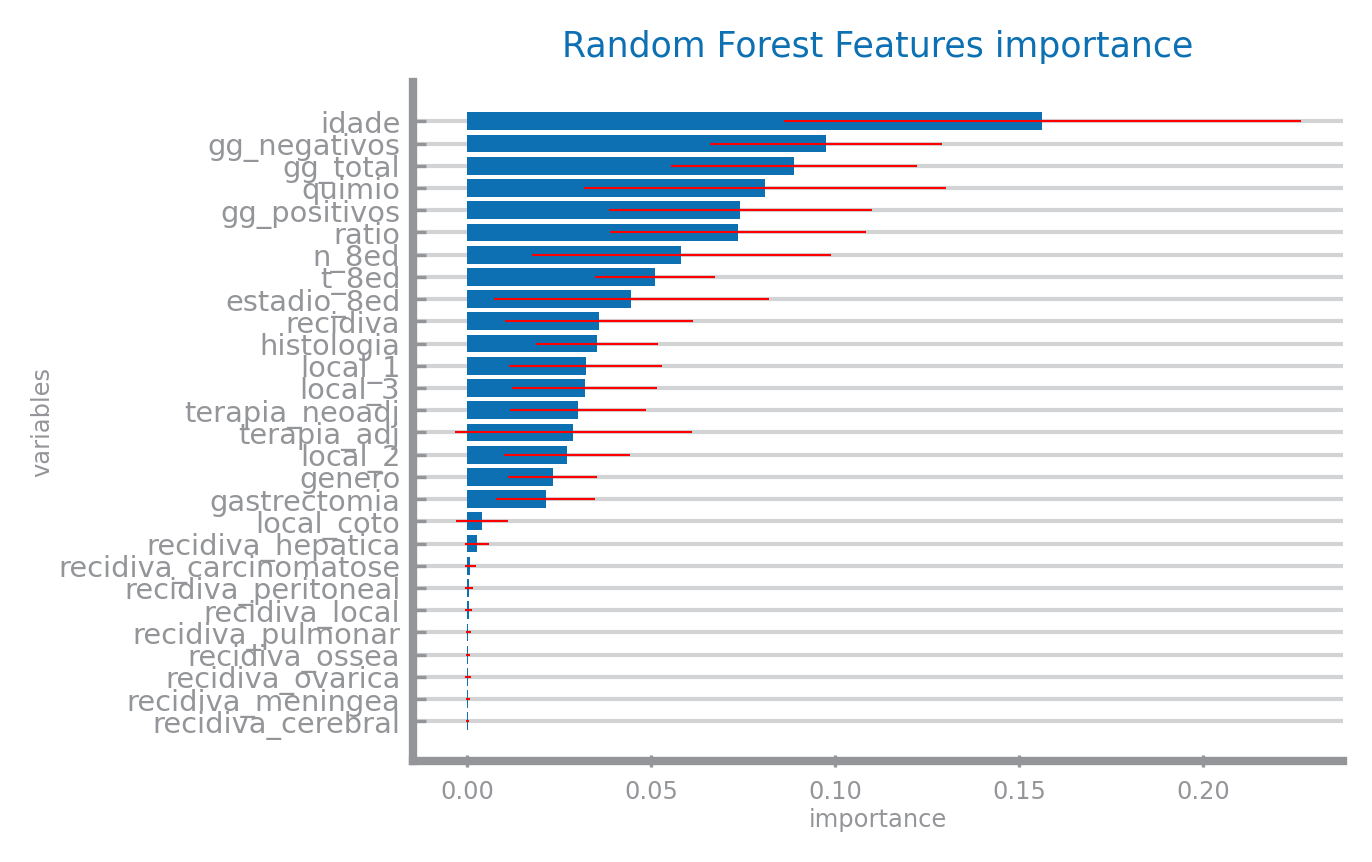 Random Forest Features importance
idade
gg_negativos
gg_total
quimio
gg_positivos
ratio
n_8ed
t_8ed
estadio_8ed
recidiva
histologia
local_1
local_3
terapia_neoadj
terapia_adj
local_2
genero
gastrectomia
local_coto
recidiva_hepatica
recidiva_carcinomatose
recidiva_peritoneal
recidiva_local
recidiva_pulmonar
recidiva_ossea
recidiva_ovarica
recidiva_meningea
recidiva_cerebral
variables
0.00 0.05 0.10 0.15 0.20
importance